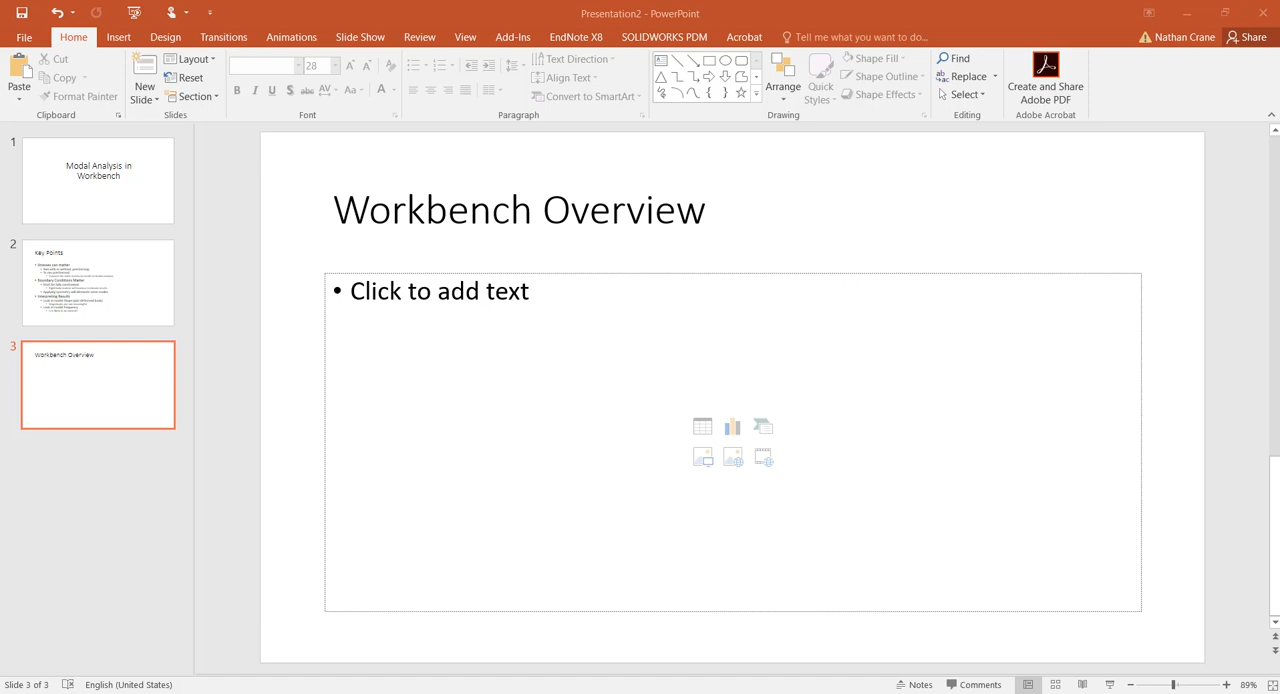 Presentation2 - PowerPoint
File Home Insert Design Transitions Animations Slide Show Review View Add-Ins EndNote X8 SOLIDWORKS PDM Acrobat Tell me what you want to do... Nathan Crane Share
Paste
Cut
Copy
Format Painter
Clipboard
New
Slide
Layout
Reset
Section
Slides
28
Font
Text Direction
Align Text
Convert to SmartArt
Paragraph
Arrange
Quick
Styles
Shape Fill
Shape Outline
Shape Effects
Drawing
Find
Replace
Select
Editing
Create and Share
Adobe PDF
Adobe Acrobat
1
Modal Analysis in
Workbench
2
Key Points
Boundary Conditions Matter
Interpreting Results
3
Workbench Overview
Workbench Overview
• Click to add text
Slide 3 of 3 English (United States) Notes Comments 89%